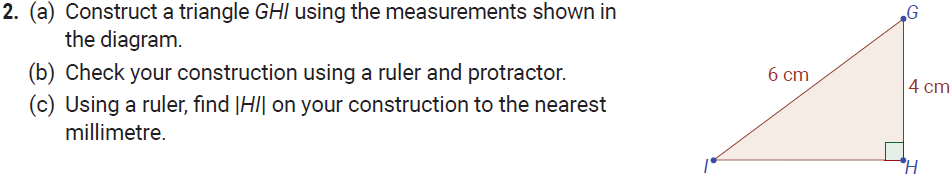 2. (a) Construct a triangle GHI using the measurements shown in
the diagram.
(b) Check your construction using a ruler and protractor.
(c) Using a ruler, find |HI| on your construction to the nearest
millimetre.
G
6 cm
4 cm
I
H